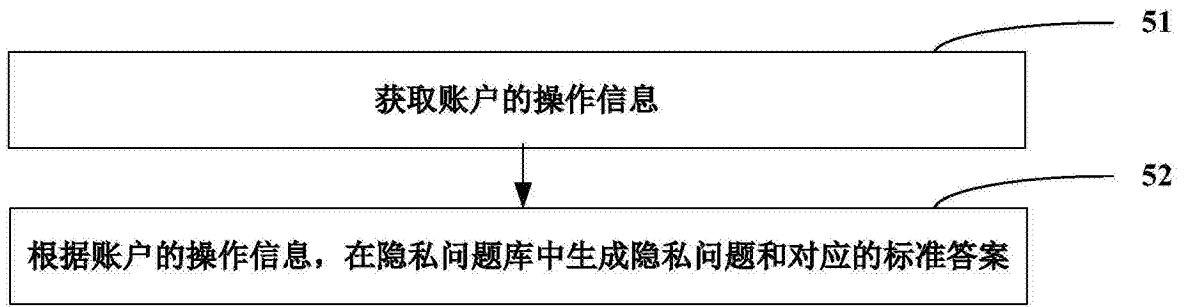 51
获取账户的操作信息
52
根据账户的操作信息，在隐私问题库中生成隐私问题和对应的标准答案